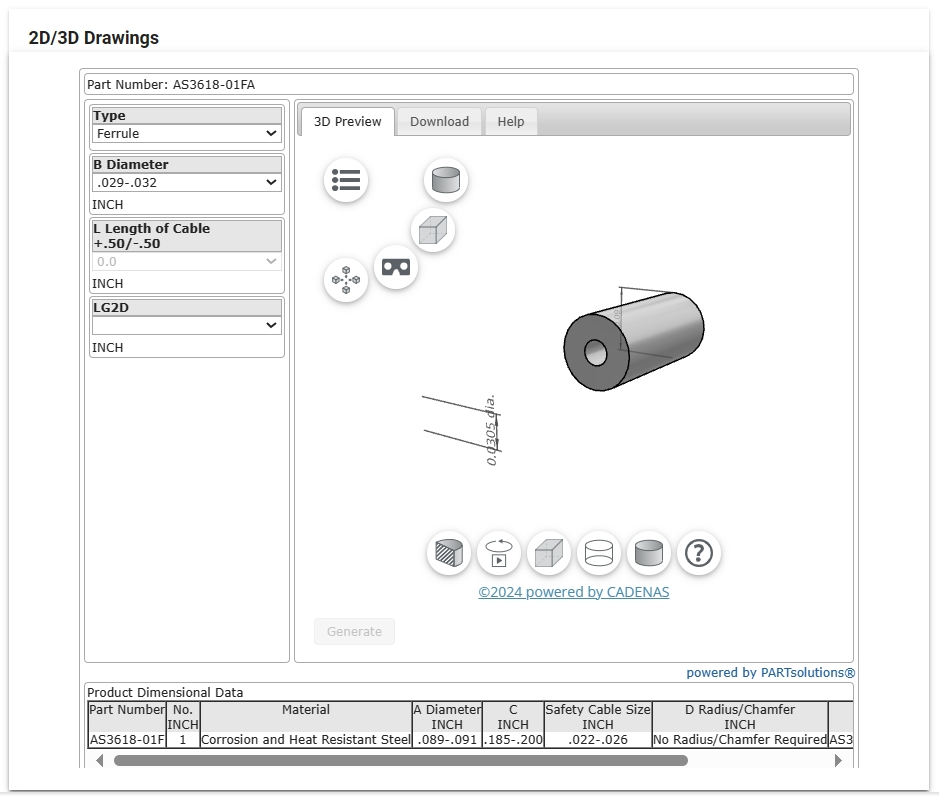 2D/3D Drawings
Part Number: AS3618-01FA
Type
Ferrule
B Diameter
.029-.032
INCH
L Length of Cable
+.50/-.50
0.0
INCH
LG2D
INCH
3D Preview Download Help
0.0305 dia.
?
©2024 powered by CADENAS
Generate
powered by PARTsolutions®
Product Dimensional Data
Part Number No. INCH Material A Diameter INCH C INCH Safety Cable Size INCH D Radius/Chamfer INCH
AS3618-01F 1 Corrosion and Heat Resistant Steel .089-.091 .185-.200 .022-.026 No Radius/Chamfer Required AS3